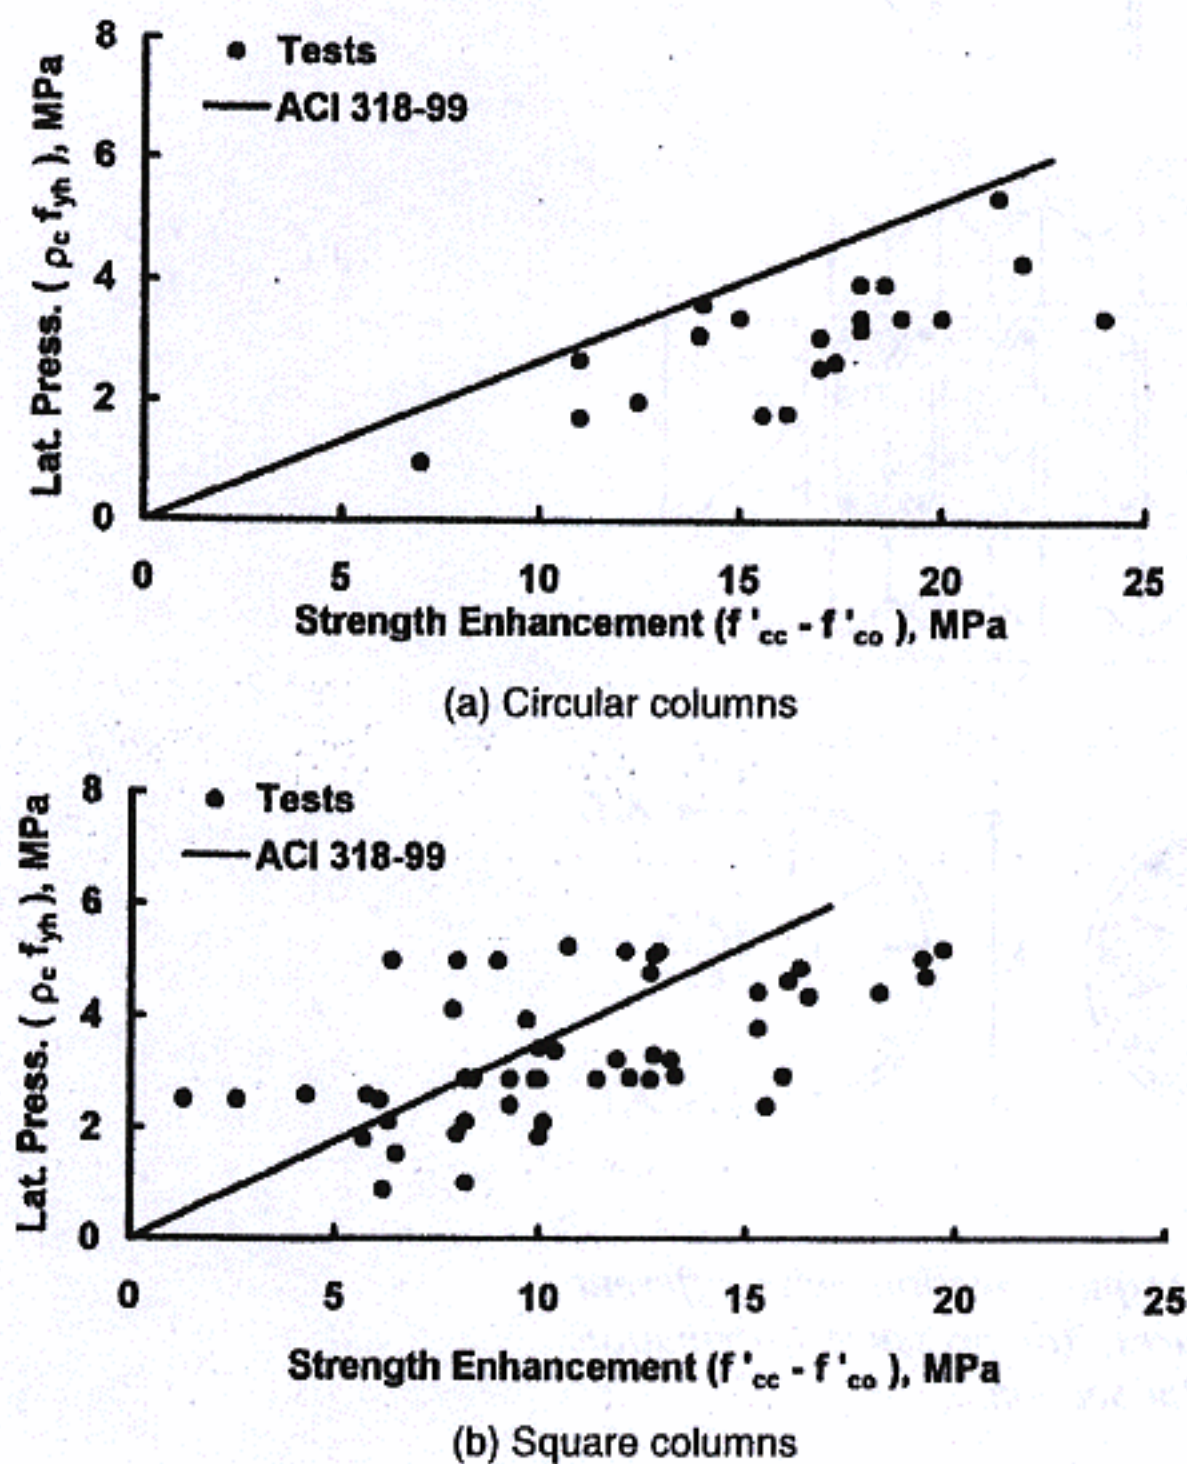 8
Tests
ACI 318-99
6
4
2
0
Lat. Press. ( ρc fyh ), MPa
0 5 10 15 20 25
Strength Enhancement (f 'cc - f 'co ), MPa
(a) Circular columns
8
Tests
ACI 318-99
6
4
2
0
Lat. Press. ( ρc fyh ), MPa
0 5 10 15 20 25
Strength Enhancement (f 'cc - f 'co ), MPa
(b) Square columns